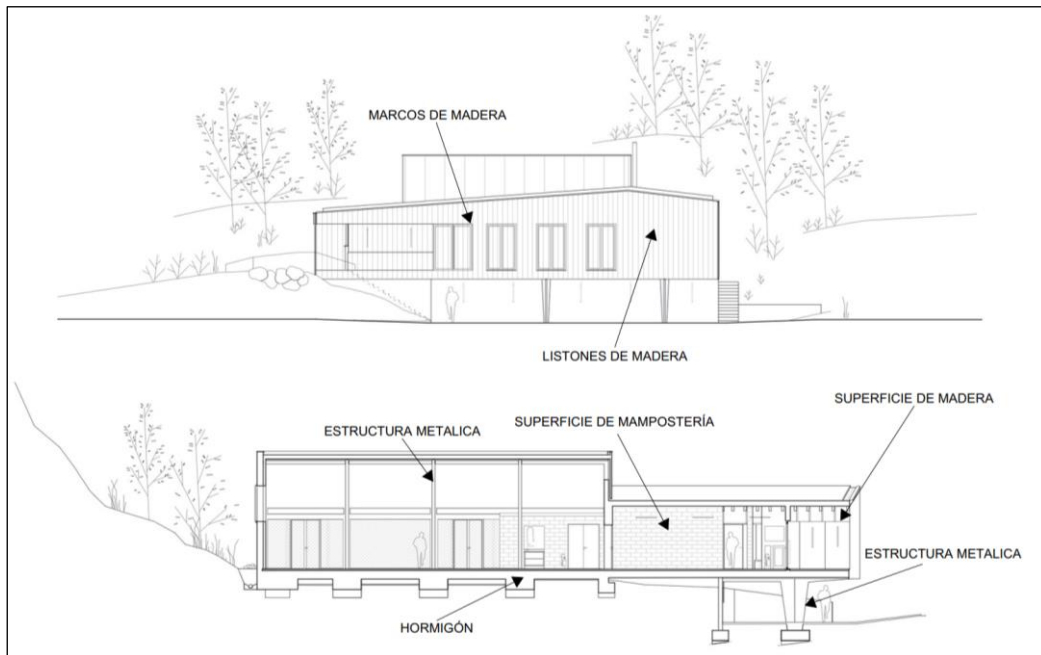 MARCOS DE MADERA
LISTONES DE MADERA
SUPERFICIE DE MADERA
ESTRUCTURA METALICA
SUPERFICIE DE MAMPOSTERÍA
ESTRUCTURA METALICA
HORMIGÓN